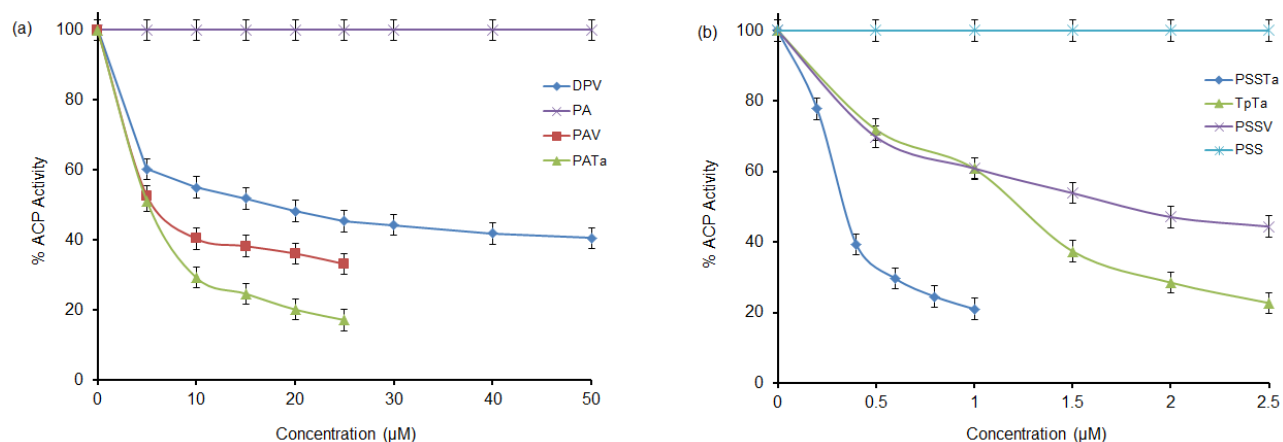 (a)
% ACP Activity
100
80
60
40
20
0
0 10 20 30 40 50
Concentration (µM)
DPV
PA
PAV
PATa
(b)
% ACP Activity
100
80
60
40
20
0
0 0.5 1 1.5 2 2.5
Concentration (µM)
PSSTa
TpTa
PSSV
PSS